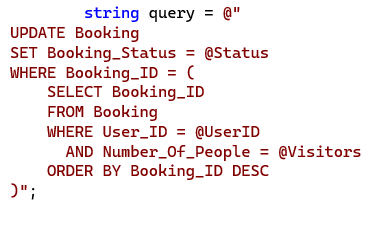 string query = @"
UPDATE Booking
SET Booking_Status = @Status
WHERE Booking_ID = (
SELECT Booking_ID
FROM Booking
WHERE User_ID = @UserID
AND Number_Of_People = @Visitors
ORDER BY Booking_ID DESC
)";